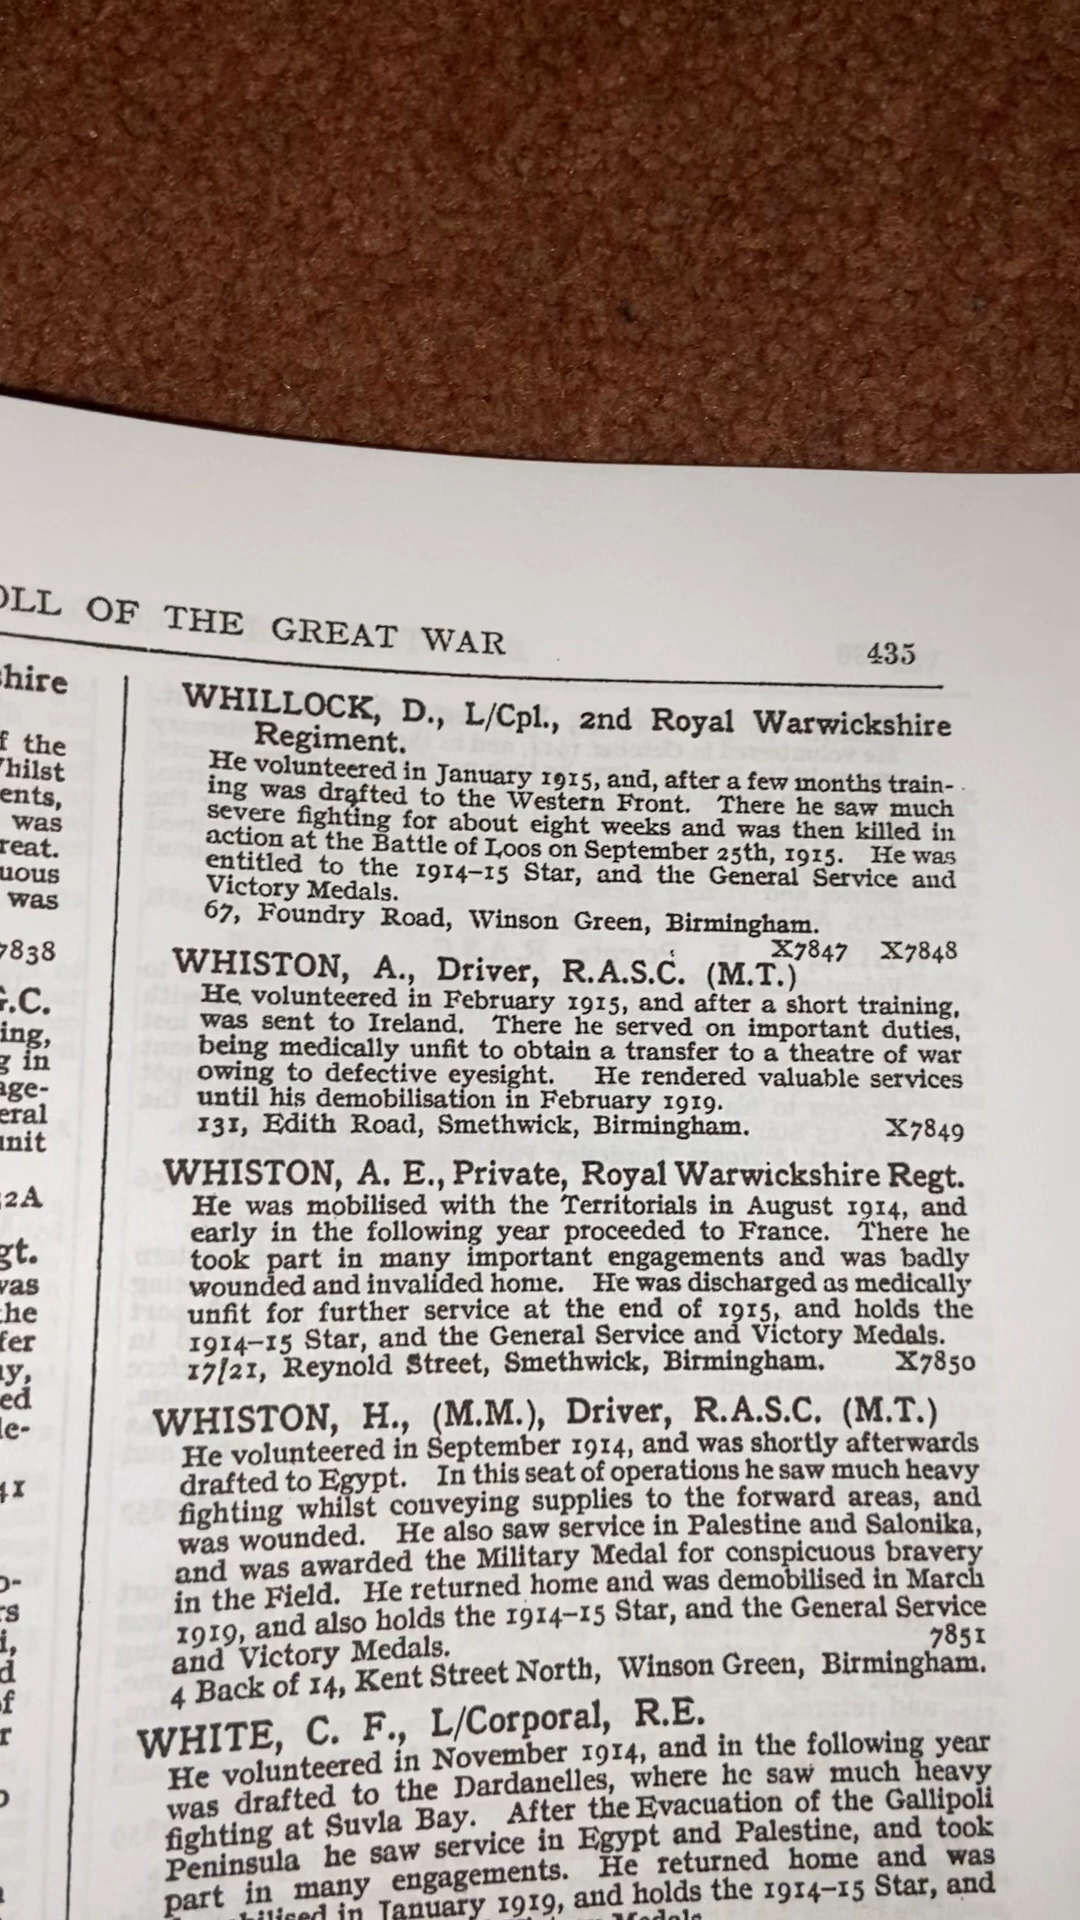 OLL OF THE GREAT WAR 435
hire
f the
hilst
ents,
was
reat.
uous
was
7838
.C.
ing,
g in
age-
eral
unit
2A
gt.
was
the
fer
ay,
ed
le-
41
WHILLOCK, D., L/Cpl., 2nd Royal Warwickshire
Regiment.
He volunteered in January 1915, and, after a few months train-
ing was drafted to the Western Front. There he saw much
severe fighting for about eight weeks and was then killed in
action at the Battle of Loos on September 25th, 1915. He was
entitled to the 1914-15 Star, and the General Service and
Victory Medals.
67, Foundry Road, Winson Green, Birmingham.
X7847 X7848
WHISTON, A., Driver, R.A.S.C. (M.T.)
He volunteered in February 1915, and after a short training,
was sent to Ireland. There he served on important duties,
being medically unfit to obtain a transfer to a theatre of war
owing to defective eyesight. He rendered valuable services
until his demobilisation in February 1919.
131, Edith Road, Smethwick, Birmingham. X7849
WHISTON, A. E., Private, Royal Warwickshire Regt.
He was mobilised with the Territorials in August 1914, and
early in the following year proceeded to France. There he
took part in many important engagements and was badly
wounded and invalided home. He was discharged as medically
unfit for further service at the end of 1915, and holds the
1914-15 Star, and the General Service and Victory Medals.
17/21, Reynold Street, Smethwick, Birmingham. X7850
WHISTON, H., (M.M.), Driver, R.A.S.C. (M.T.)
He volunteered in September 1914, and was shortly afterwards
drafted to Egypt. In this seat of operations he saw much heavy
fighting whilst conveying supplies to the forward areas, and
was wounded. He also saw service in Palestine and Salonika,
and was awarded the Military Medal for conspicuous bravery
in the Field. He returned home and was demobilised in March
1919, and also holds the 1914-15 Star, and the General Service
and Victory Medals. 7851
4 Back of 14, Kent Street North, Winson Green, Birmingham.
WHITE, C. F., L/Corporal, R.E.
He volunteered in November 1914, and in the following year
was drafted to the Dardanelles, where he saw much heavy
fighting at Suvla Bay. After the Evacuation of the Gallipoli
Peninsula he saw service in Egypt and Palestine, and took
part in many engagements. He returned home and was
bilised in January 1919, and holds the 1914-15 Star, and
Medals